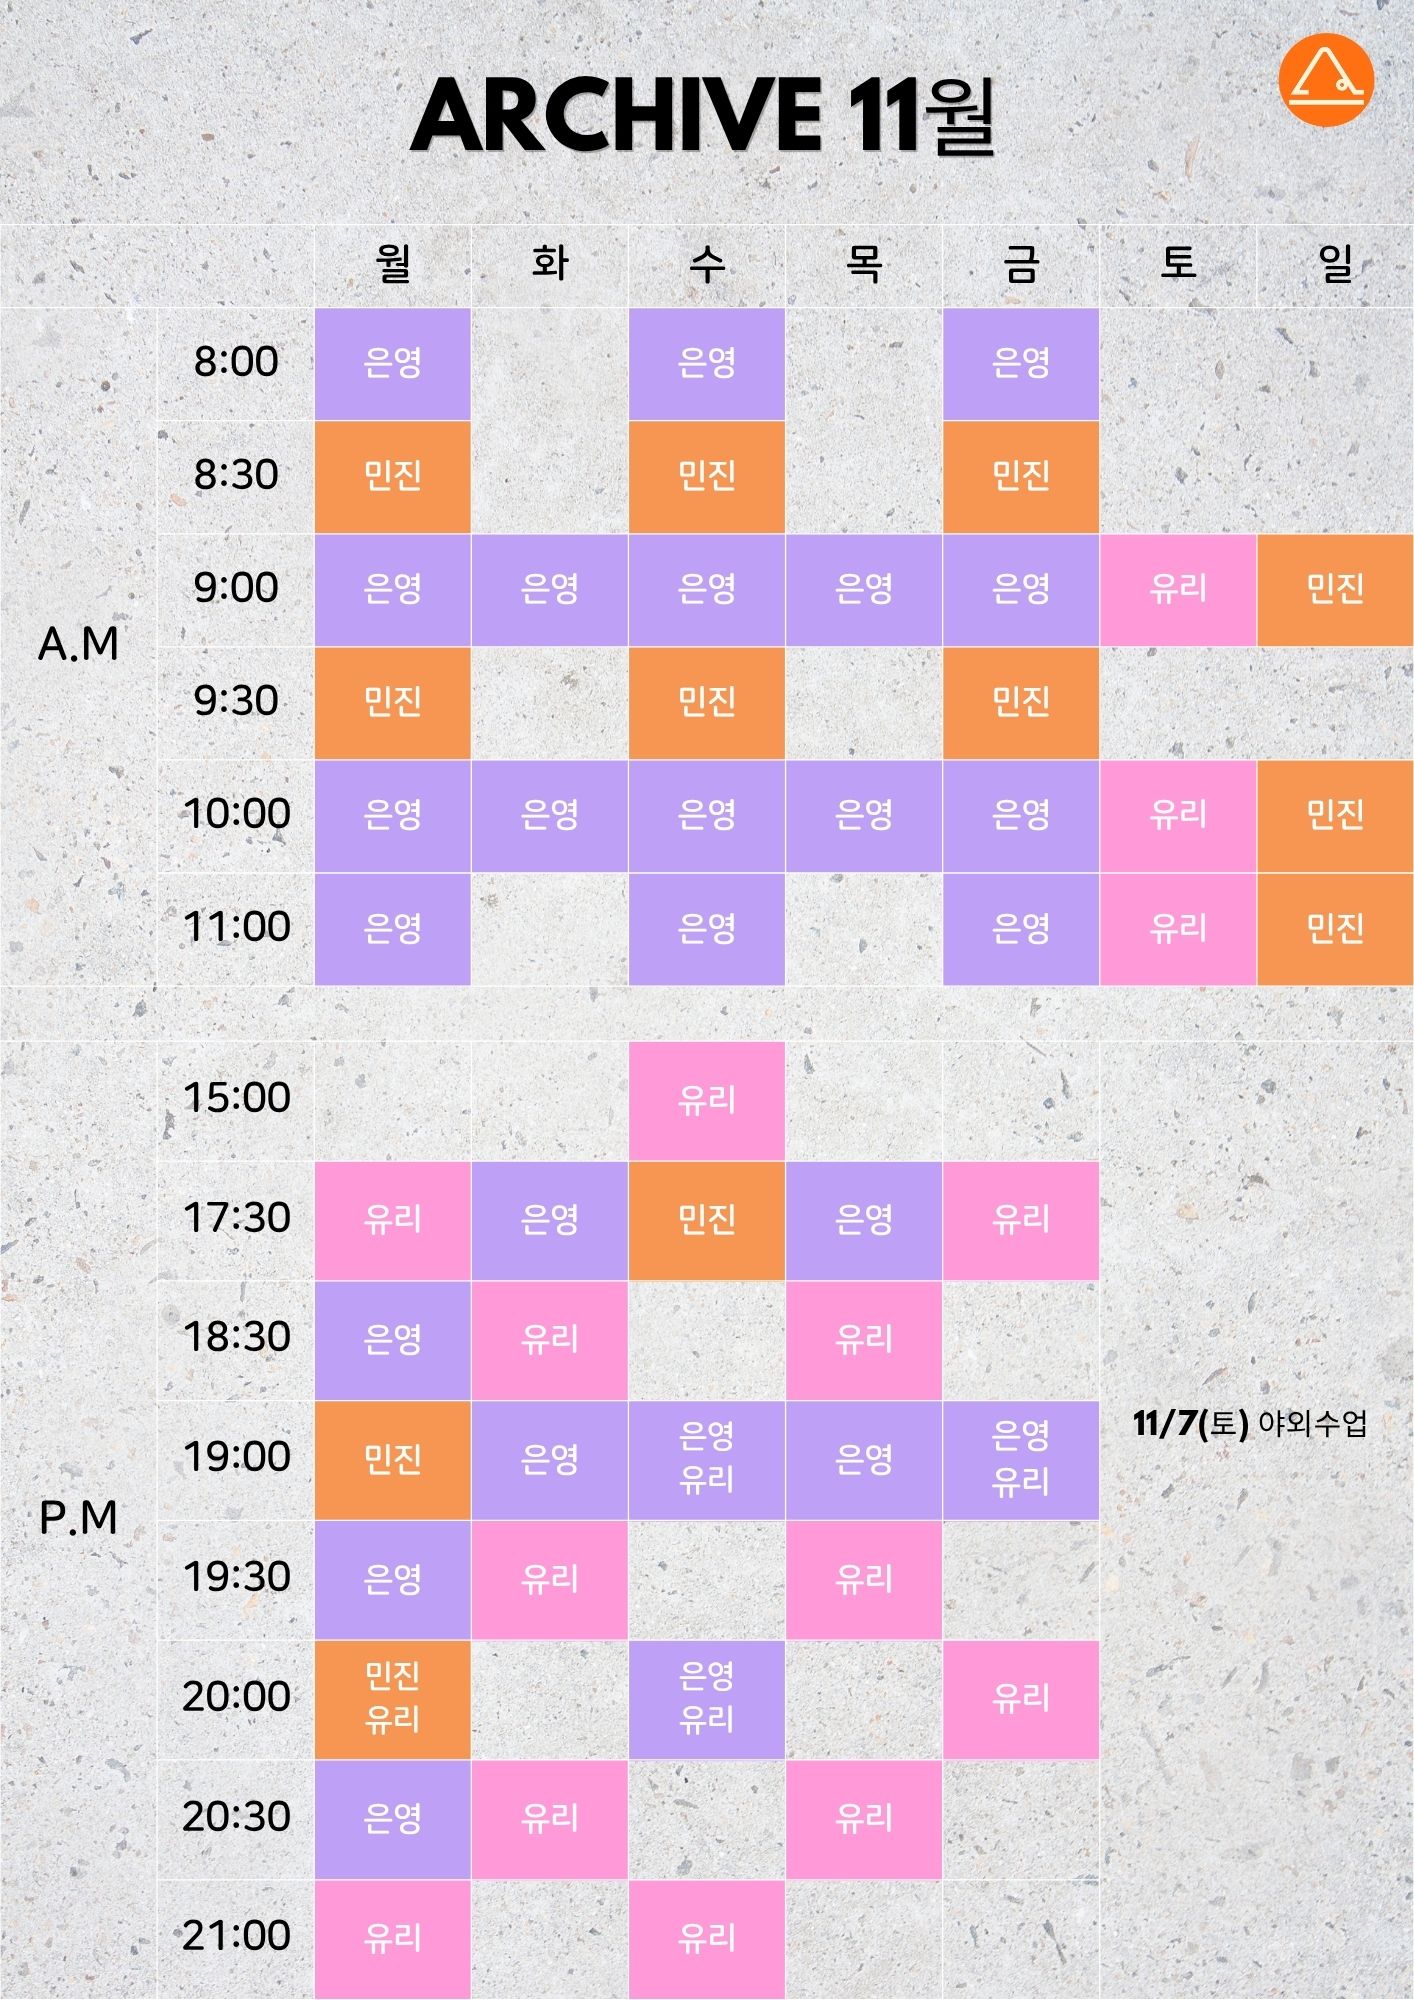 ARCHIVE 11월
월 화 수 목 금 토 일
A.M
8:00 은영 은영 은영
8:30 민진 민진 민진
9:00 은영 은영 은영 은영 은영 유리 민진
9:30 민진 민진 민진
10:00 은영 은영 은영 은영 은영 유리 민진
11:00 은영 은영 은영 유리 민진
P.M
15:00 유리
17:30 유리 은영 민진 은영 유리
18:30 은영 유리 유리
19:00 민진 은영 은영 유리 은영 은영 유리
11/7(토) 야외수업
19:30 은영 유리 유리
20:00 민진 유리 은영 유리 유리
20:30 은영 유리 유리
21:00 유리 유리